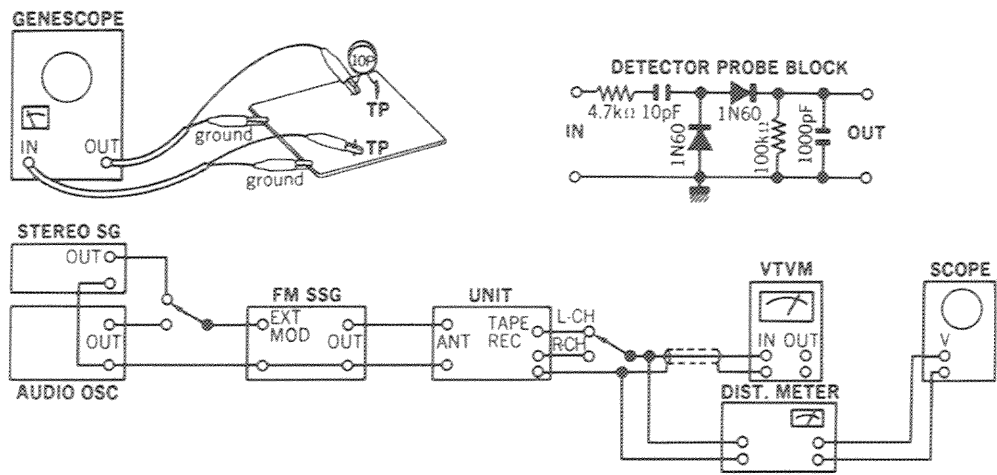 GENESCOPE
10P
TP
ground
IN
OUT
TP
ground
DETECTOR PROBE BLOCK
4.7kΩ 10pF
1N60
IN
1N60
100kΩ
1000pF
OUT
STEREO SG
OUT
OUT
AUDIO OSC
FM SSG
EXT
MOD
OUT
UNIT
ANT
TAPE
REC
L-CH
R-CH
VTVM
IN OUT
SCOPE
V
DIST. METER